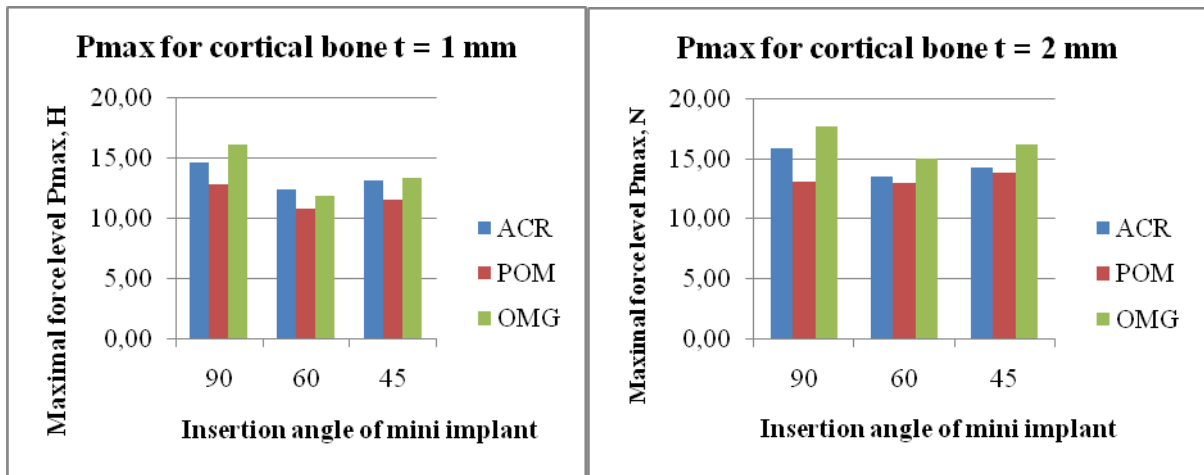 Pmax for cortical bone t = 1 mm
Maximal force level Pmax, H
20,00
15,00
10,00
5,00
0,00
90 60 45
Insertion angle of mini implant
ACR
POM
OMG
Pmax for cortical bone t = 2 mm
Maximal force level Pmax, N
20,00
15,00
10,00
5,00
0,00
90 60 45
Insertion angle of mini implant
ACR
POM
OMG